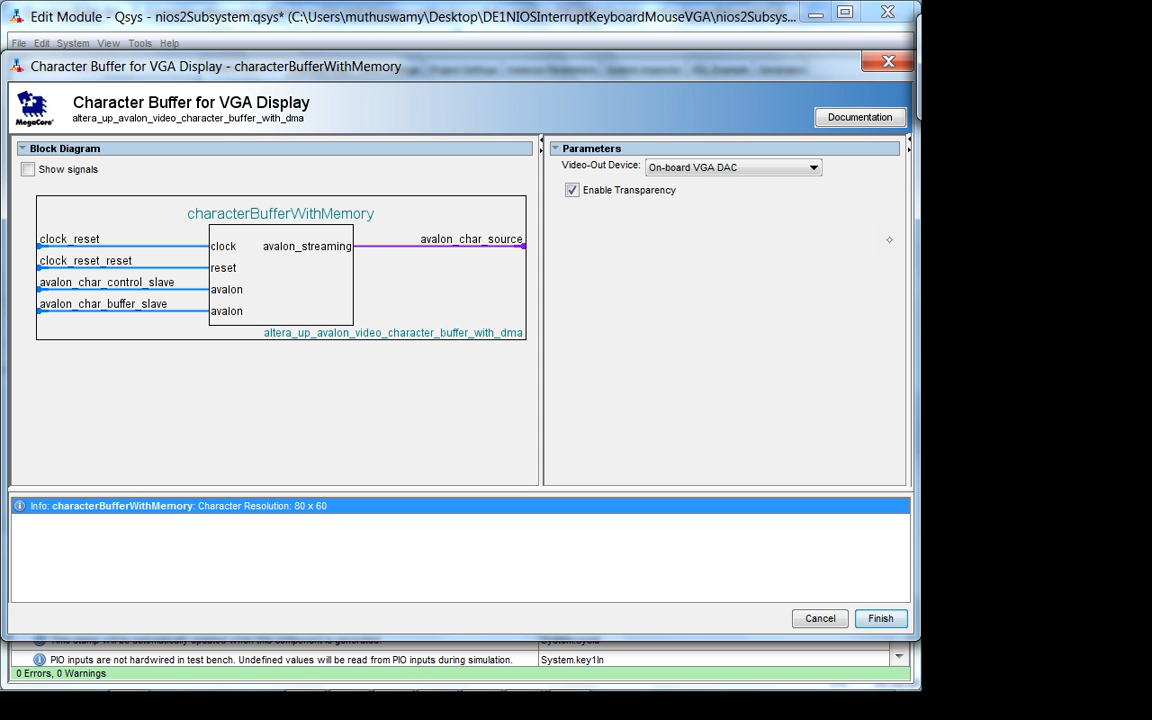 Edit Module - Qsys - nios2Subsystem.qsys* (C:\Users\muthuswamy\Desktop\DE1NIOSInterruptKeyboardMouseVGA\nios2Subsys...
File Edit System View Tools Help
Character Buffer for VGA Display - characterBufferWithMemory
Character Buffer for VGA Display
altera_up_avalon_video_character_buffer_with_dma
MegaCore
Documentation
Block Diagram
Show signals
characterBufferWithMemory
clock_reset
clock
avalon_streaming
avalon_char_source
clock_reset_reset
reset
avalon_char_control_slave
avalon
avalon_char_buffer_slave
avalon
altera_up_avalon_video_character_buffer_with_dma
Parameters
Video-Out Device: On-board VGA DAC
Enable Transparency
Info: characterBufferWithMemory: Character Resolution: 80 x 60
Cancel
Finish
PIO inputs are not hardwired in test bench. Undefined values will be read from PIO inputs during simulation.
System.key1In
0 Errors, 0 Warnings